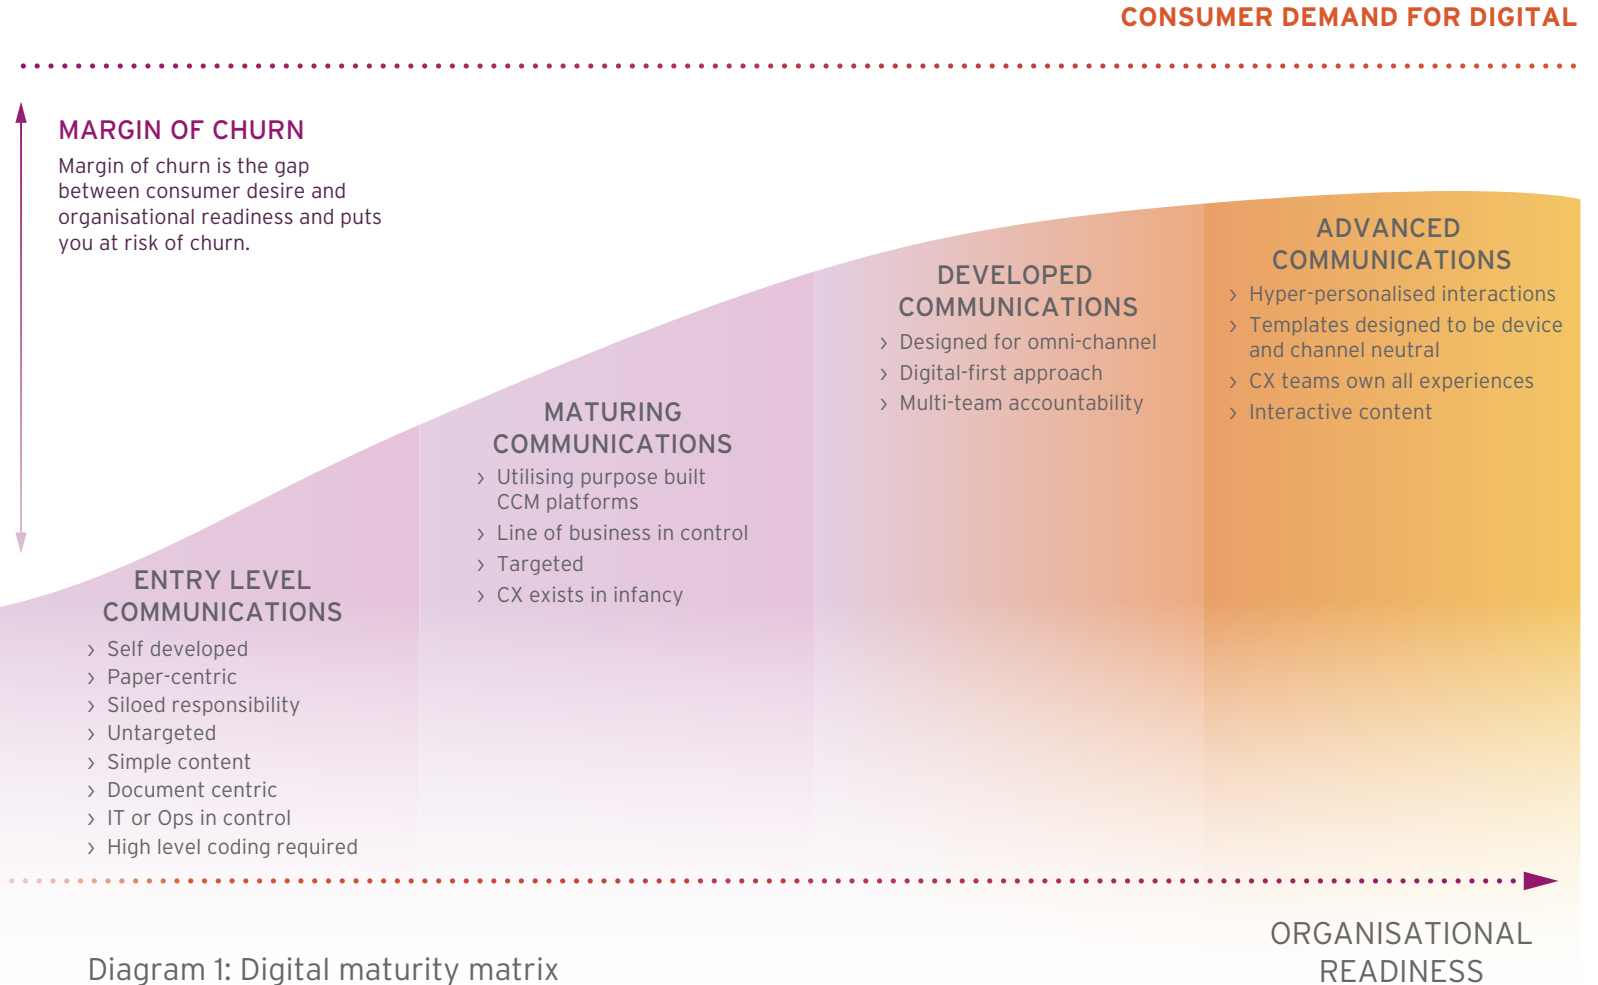 CONSUMER DEMAND FOR DIGITAL
MARGIN OF CHURN
Margin of churn is the gap
between consumer desire and
organisational readiness and puts
you at risk of churn.
ENTRY LEVEL
COMMUNICATIONS
› Self developed
› Paper-centric
› Siloed responsibility
› Untargeted
› Simple content
› Document centric
› IT or Ops in control
› High level coding required
MATURING
COMMUNICATIONS
› Utilising purpose built
CCM platforms
› Line of business in control
› Targeted
› CX exists in infancy
DEVELOPED
COMMUNICATIONS
› Designed for omni-channel
› Digital-first approach
› Multi-team accountability
ADVANCED
COMMUNICATIONS
› Hyper-personalised interactions
› Templates designed to be device
and channel neutral
› CX teams own all experiences
› Interactive content
ORGANISATIONAL
READINESS
Diagram 1: Digital maturity matrix